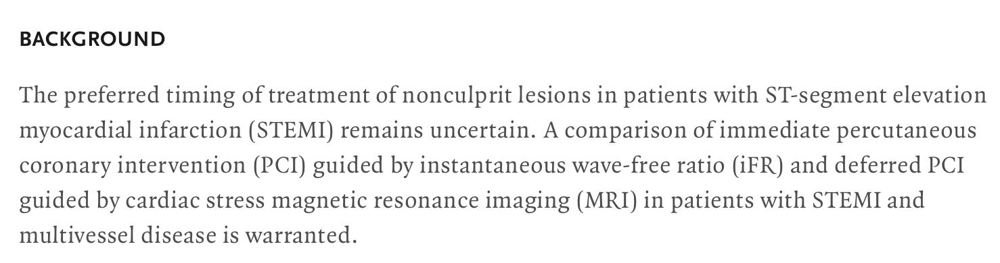 BACKGROUND
The preferred timing of treatment of nonculprit lesions in patients with ST-segment elevation
myocardial infarction (STEMI) remains uncertain. A comparison of immediate percutaneous
coronary intervention (PCI) guided by instantaneous wave-free ratio (iFR) and deferred PCI
guided by cardiac stress magnetic resonance imaging (MRI) in patients with STEMI and
multivessel disease is warranted.